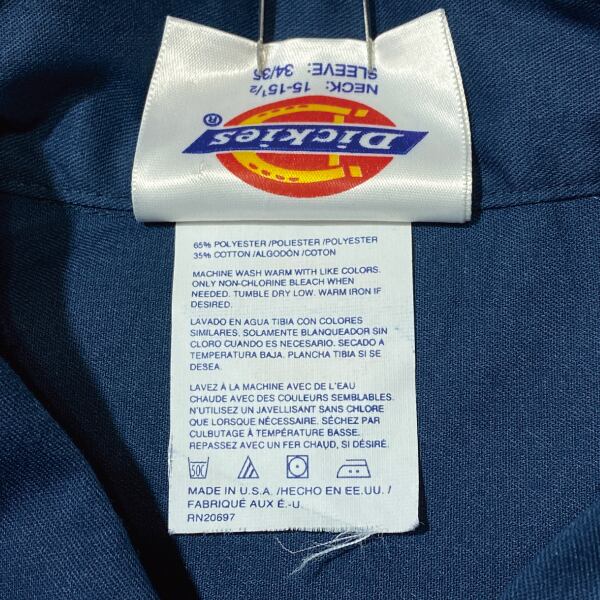 NECK: 15-15½
SLEEVE: 34/35
Dickies
®
65% POLYESTER/POLIESTER/POLYESTER
35% COTTON/ALGODÓN/COTON
MACHINE WASH WARM WITH LIKE COLORS.
ONLY NON-CHLORINE BLEACH WHEN
NEEDED. TUMBLE DRY LOW. WARM IRON IF
DESIRED.
LAVADO EN AGUA TIBIA CON COLORES
SIMILARES. SOLAMENTE BLANQUEADOR SIN
CLORO CUANDO ES NECESARIO. SECADO A
TEMPERATURA BAJA. PLANCHA TIBIA SI SE
DESEA.
LAVEZ À LA MACHINE AVEC DE L'EAU
CHAUDE AVEC DES COULEURS SEMBLABLES.
N'UTILISEZ UN JAVELLISANT SANS CHLORE
QUE LORSQUE NÉCESSAIRE. SÉCHEZ PAR
CULBUTAGE À TEMPÉRATURE BASSE.
REPASSEZ AVEC UN FER CHAUD, SI DÉSIRÉ.
50C
MADE IN U.S.A. /HECHO EN EE.UU. /
FABRIQUÉ AUX É.-U.
RN20697